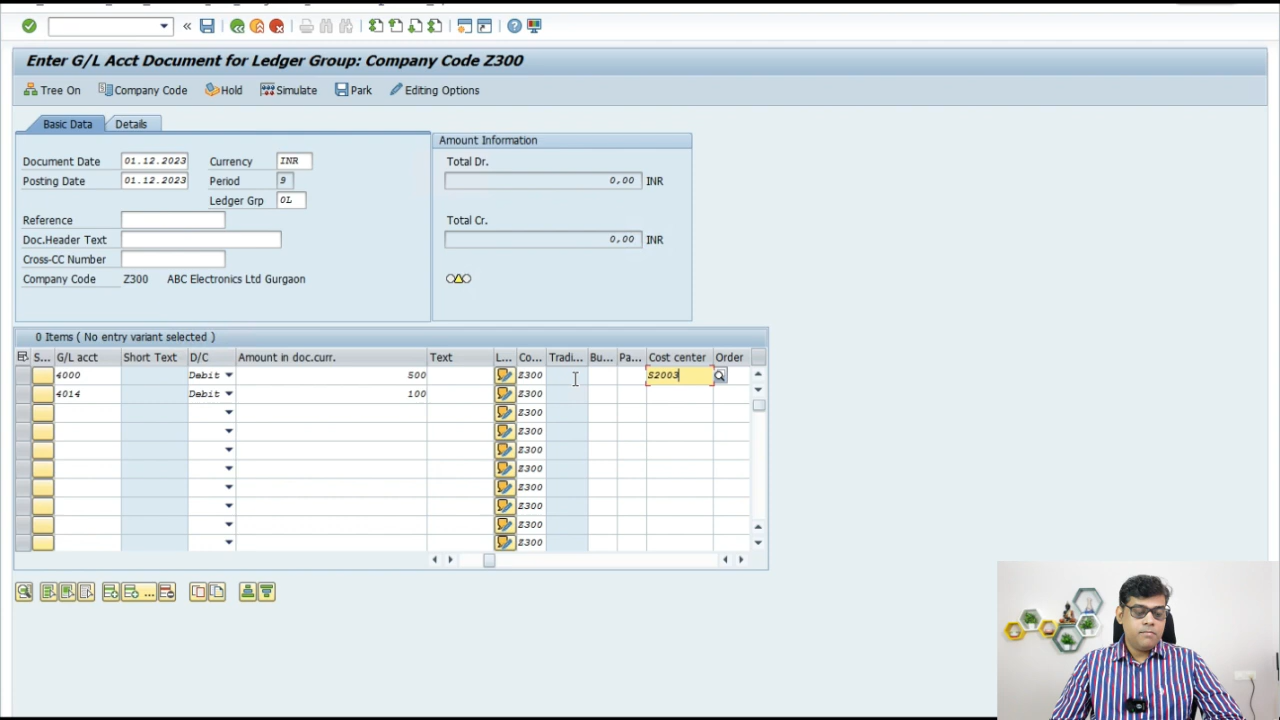 Enter G/L Acct Document for Ledger Group: Company Code Z300
Tree On Company Code Hold Simulate Park Editing Options
Basic Data Details
Amount Information
Document Date 01.12.2023 Currency INR
Total Dr.
Posting Date 01.12.2023 Period 9
0,00 INR
Ledger Grp 0L
Reference
Total Cr.
Doc.Header Text
0,00 INR
Cross-CC Number
Company Code Z300 ABC Electronics Ltd Gurgaon
0 Items ( No entry variant selected )
S... G/L acct Short Text D/C Amount in doc.curr. Text L... Co... Tradi... Bu... Pa... Cost center Order
4000 Debit 500 Z300 S2003
4014 Debit 100 Z300
Z300
Z300
Z300
Z300
Z300
Z300
Z300
Z300